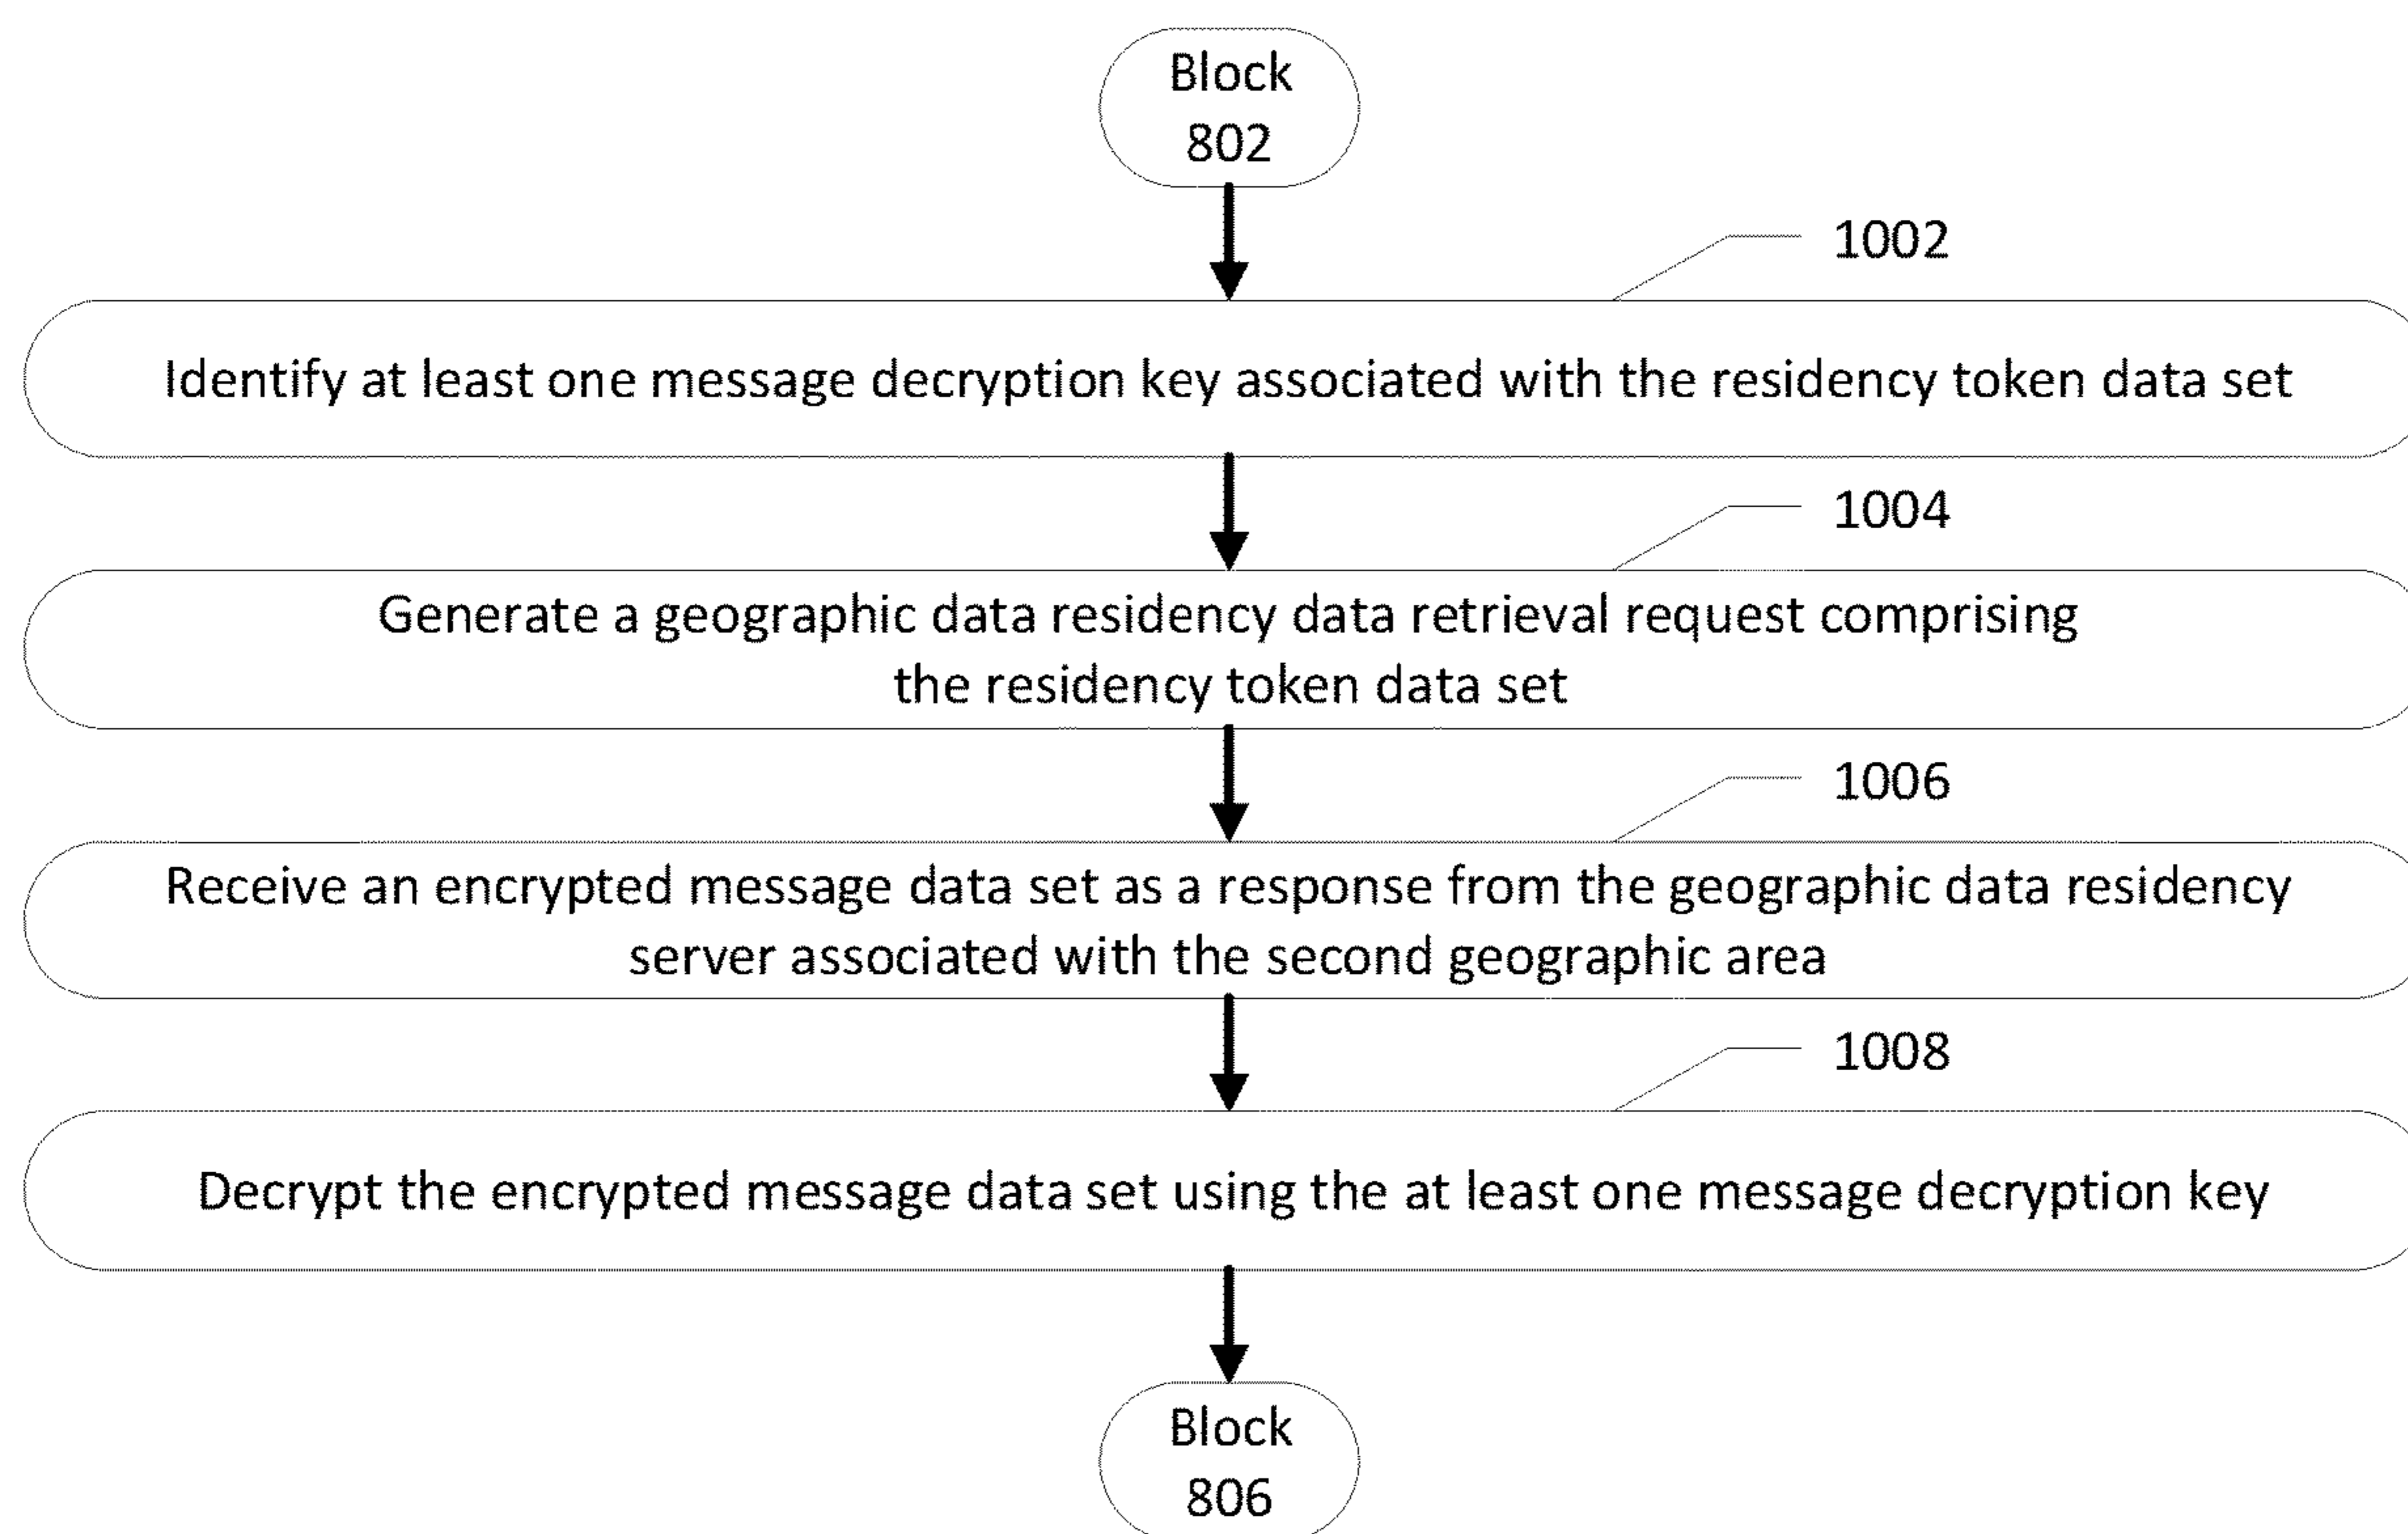 Block
802
1002
Identify at least one message decryption key associated with the residency token data set
1004
Generate a geographic data residency data retrieval request comprising
the residency token data set
1006
Receive an encrypted message data set as a response from the geographic data residency
server associated with the second geographic area
1008
Decrypt the encrypted message data set using the at least one message decryption key
Block
806